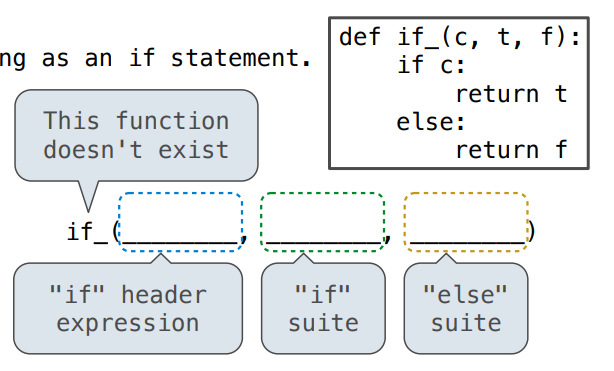 ng as an if statement.
def if_(c, t, f):
    if c:
        return t
    else:
        return f
This function
doesn't exist
if_(________, ________, ________)
"if" header
expression
"if"
suite
"else"
suite